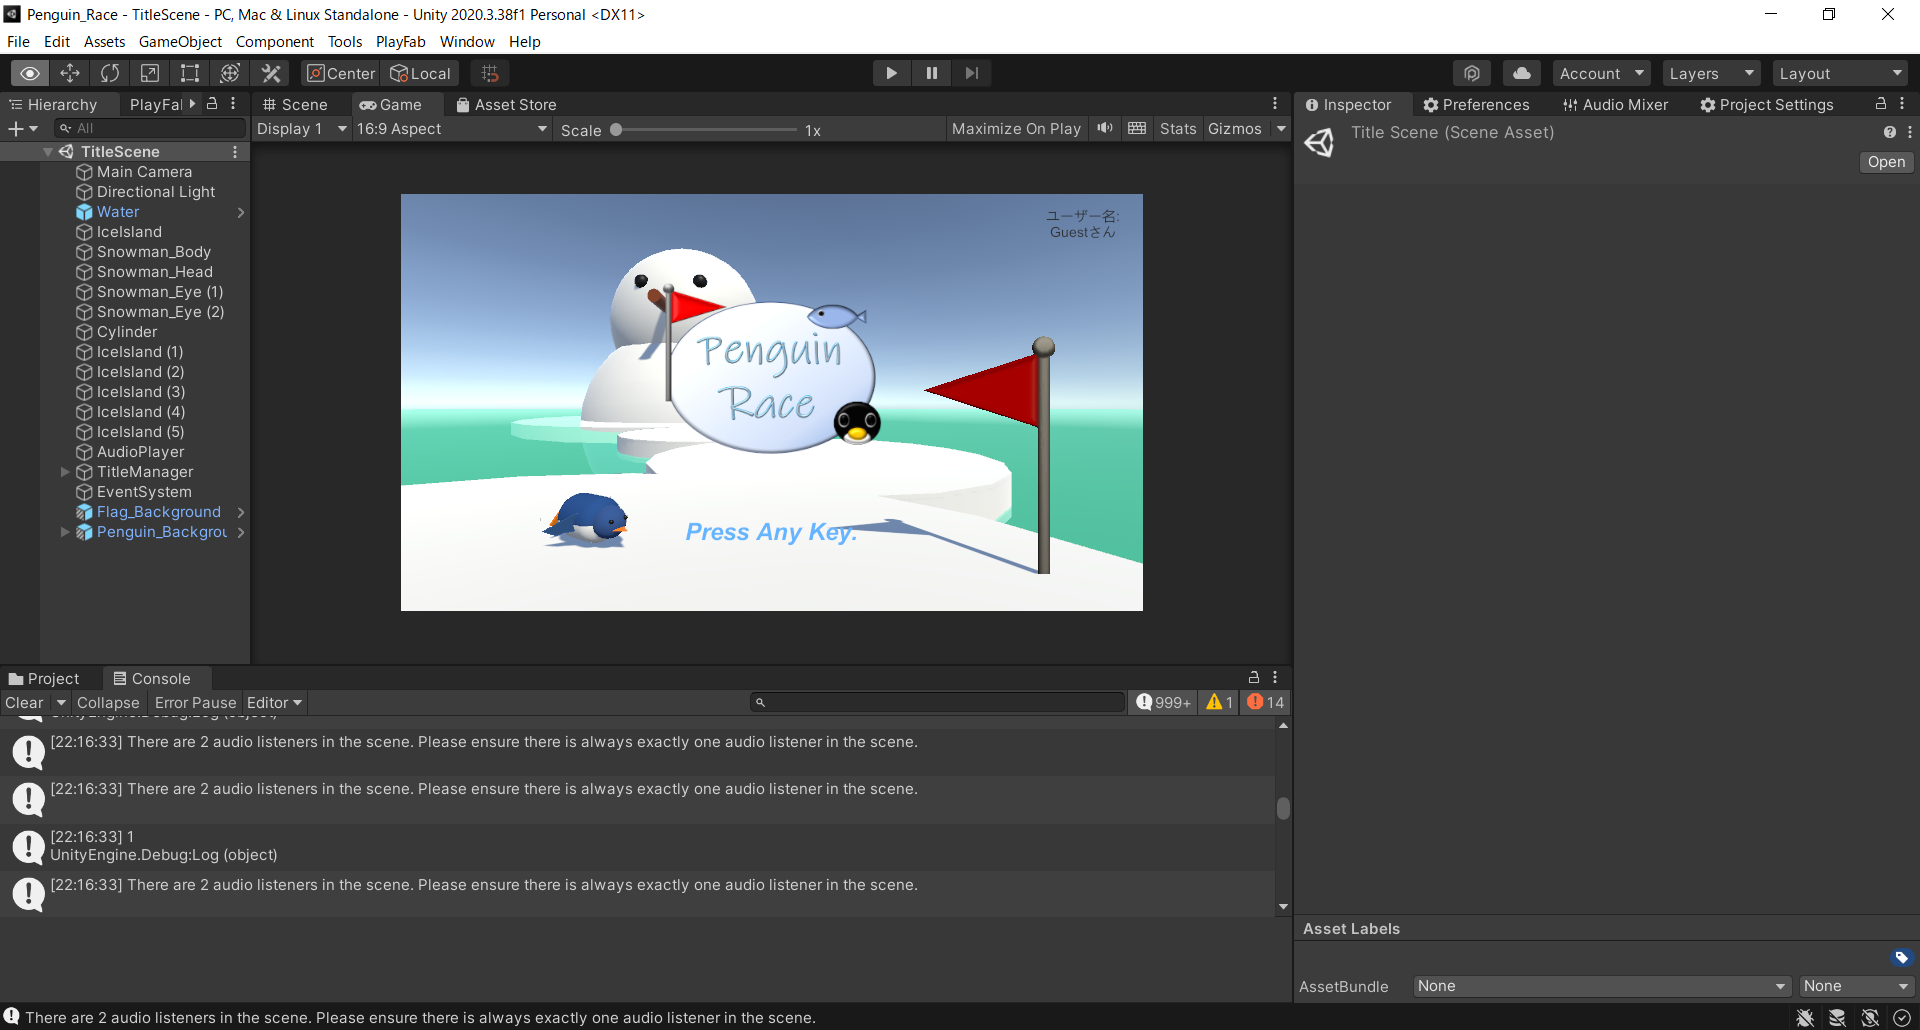 Penguin_Race - TitleScene - PC, Mac & Linux Standalone - Unity 2020.3.38f1 Personal <DX11>
File Edit Assets GameObject Component Tools PlayFab Window Help
Center Local Account Layers Layout
Hierarchy PlayFal
Scene Game Asset Store
Inspector Preferences Audio Mixer Project Settings
All
Display 1 16:9 Aspect Scale 1x Maximize On Play Stats Gizmos
Title Scene (Scene Asset)
Open
TitleScene
Main Camera
Directional Light
Water
IceIsland
Snowman_Body
Snowman_Head
Snowman_Eye (1)
Snowman_Eye (2)
Cylinder
IceIsland (1)
IceIsland (2)
IceIsland (3)
IceIsland (4)
IceIsland (5)
AudioPlayer
TitleManager
EventSystem
Flag_Background
Penguin_Backgrou
ユーザー名:
Guestさん
Penguin
Race
Press Any Key.
Project Console
Clear Collapse Error Pause Editor 999+ 1 14
UnityEngine.Debug:Log (object)
[22:16:33] There are 2 audio listeners in the scene. Please ensure there is always exactly one audio listener in the scene.
[22:16:33] There are 2 audio listeners in the scene. Please ensure there is always exactly one audio listener in the scene.
[22:16:33] 1
UnityEngine.Debug:Log (object)
[22:16:33] There are 2 audio listeners in the scene. Please ensure there is always exactly one audio listener in the scene.
Asset Labels
AssetBundle None None
There are 2 audio listeners in the scene. Please ensure there is always exactly one audio listener in the scene.